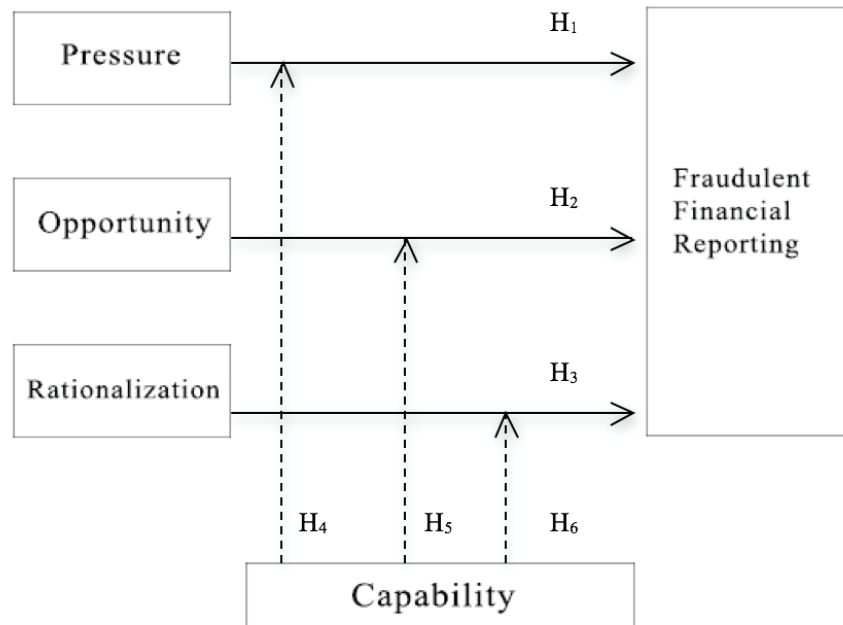 H₁
Pressure
H₂
Opportunity
Fraudulent
Financial
Reporting
H₃
Rationalization
H₄
H₅
H₆
Capability